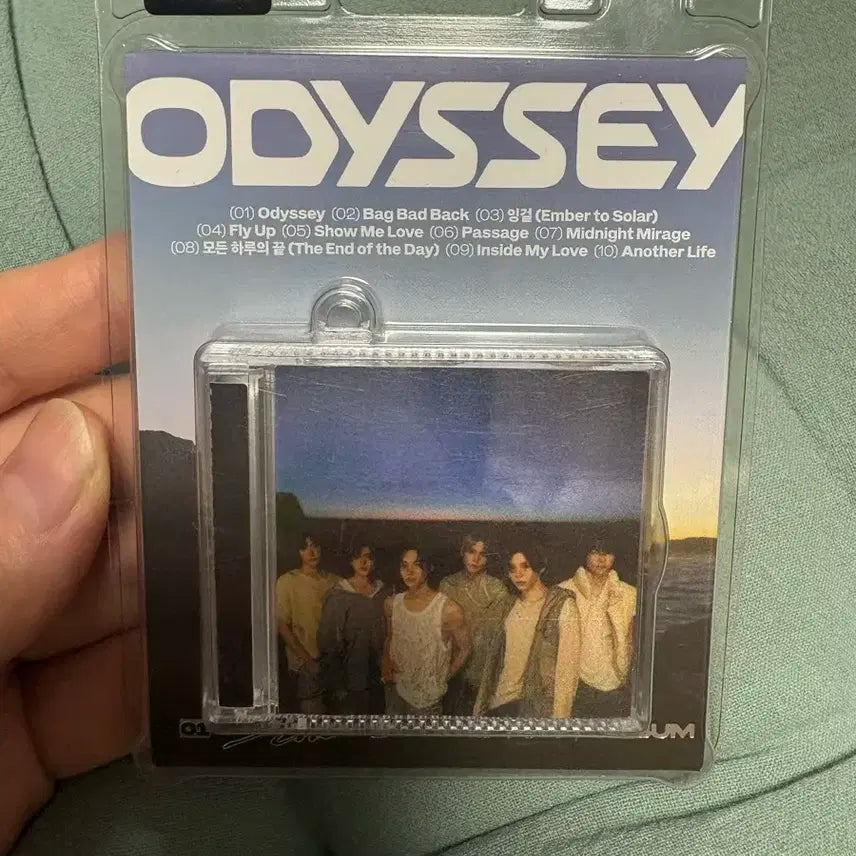 ODYSSEY
(01) Odyssey (02) Bag Bad Back (03) 잉걸 (Ember to Solar)
(04) Fly Up (05) Show Me Love (06) Passage (07) Midnight Mirage
(08) 모든 하루의 끝 (The End of the Day) (09) Inside My Love (10) Another Life